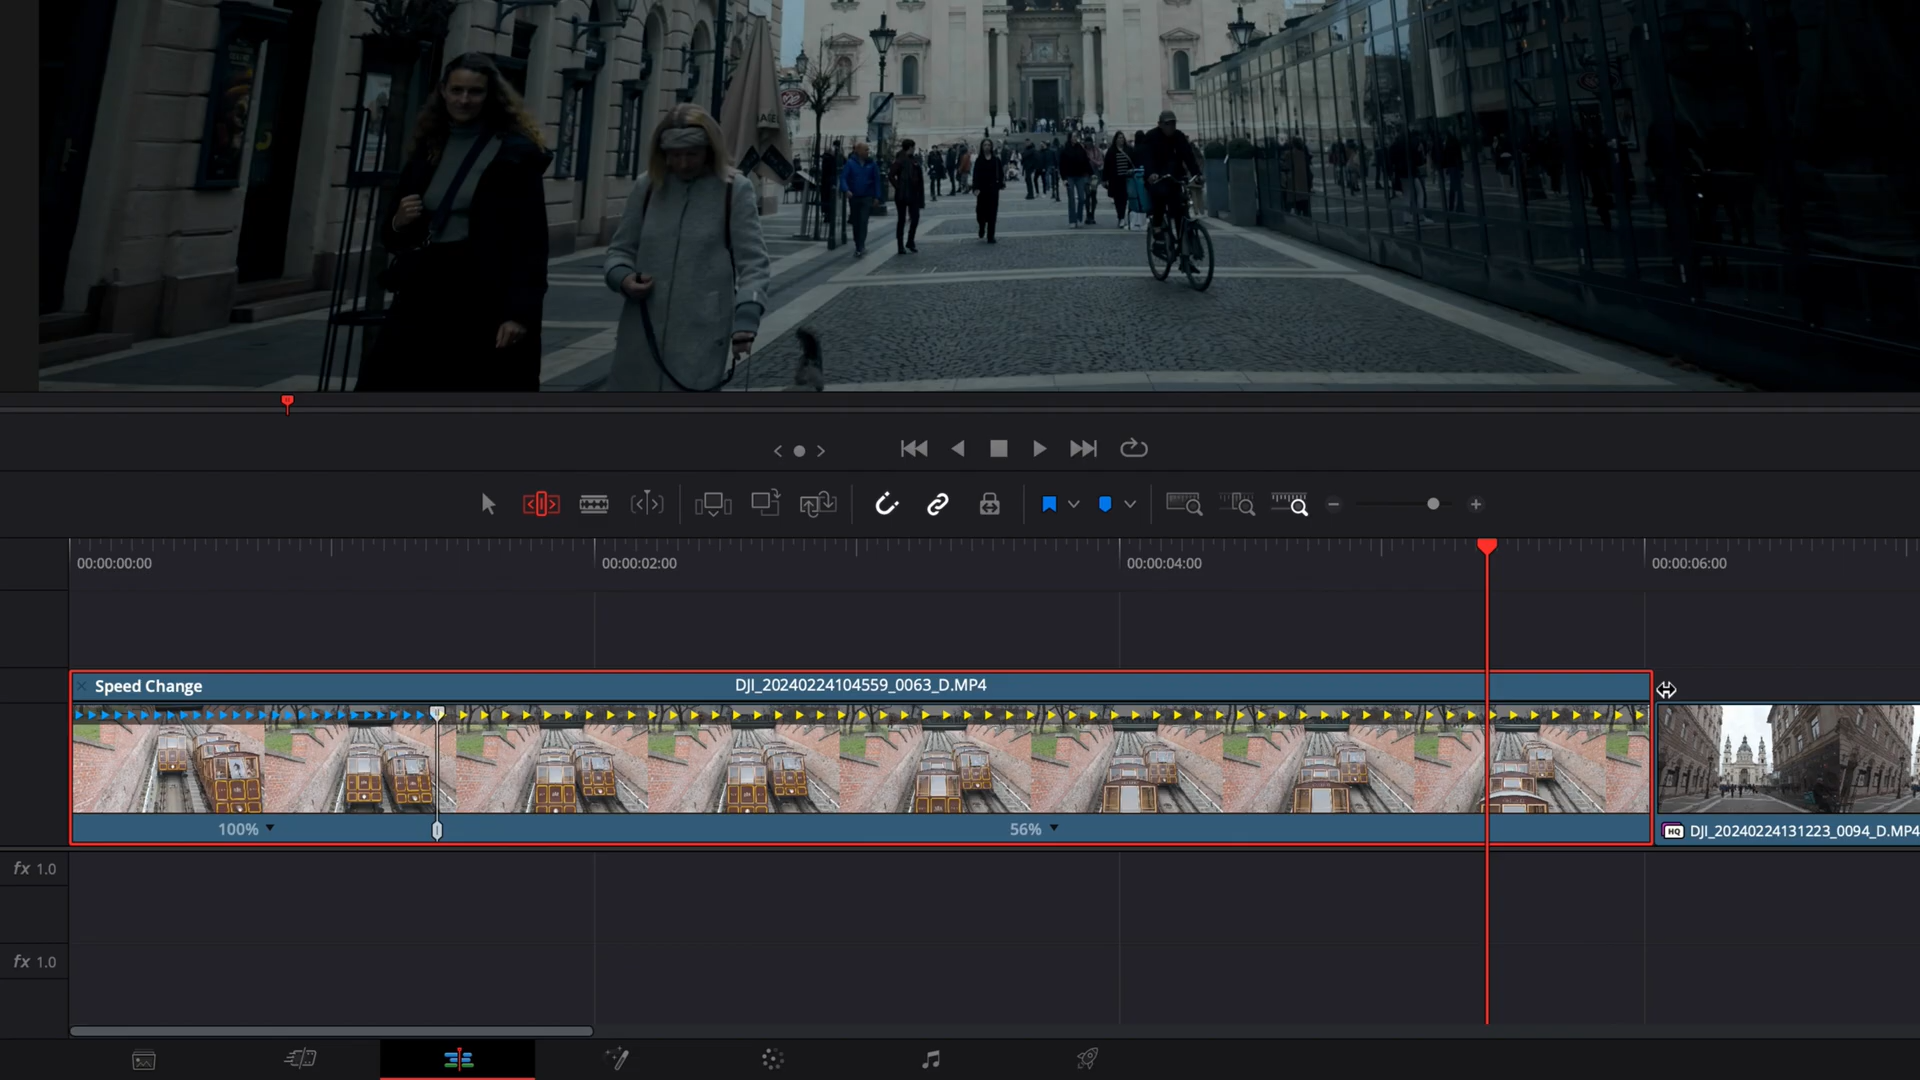 00:00:00:00
00:00:02:00
00:00:04:00
00:00:06:00
Speed Change
DJI_20240224104559_0063_D.MP4
100%
56%
HQ
DJI_20240224131223_0094_D.MP4
fx 1.0
fx 1.0